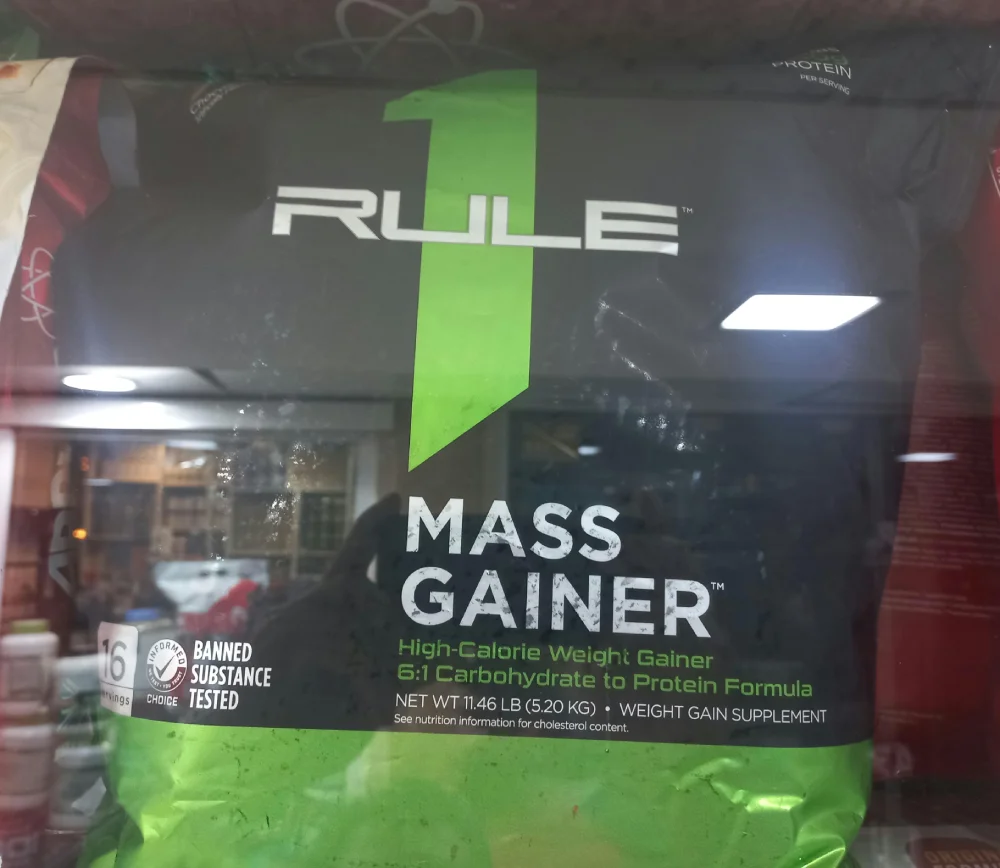 PROTEIN
PER SERVING
1
RULE™
MASS
GAINER™
High-Calorie Weight Gainer
6:1 Carbohydrate to Protein Formula
NET WT 11.46 LB (5.20 KG) • WEIGHT GAIN SUPPLEMENT
See nutrition information for cholesterol content.
16
servings
INFORMED
CHOICE
BANNED
SUBSTANCE
TESTED